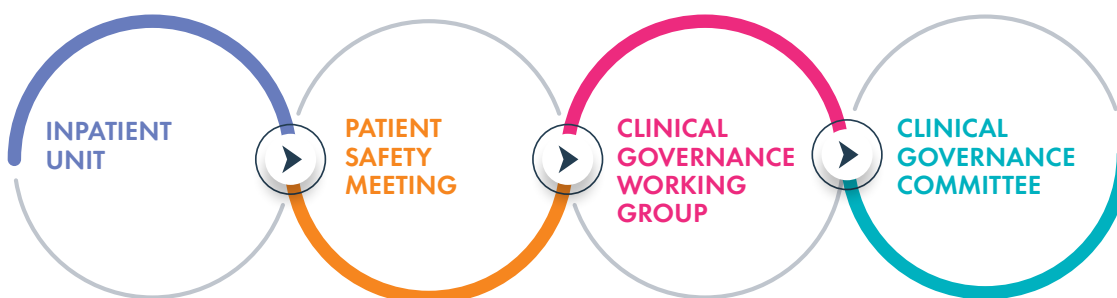 INPATIENT
UNIT
PATIENT
SAFETY
MEETING
CLINICAL
GOVERNANCE
WORKING
GROUP
CLINICAL
GOVERNANCE
COMMITTEE